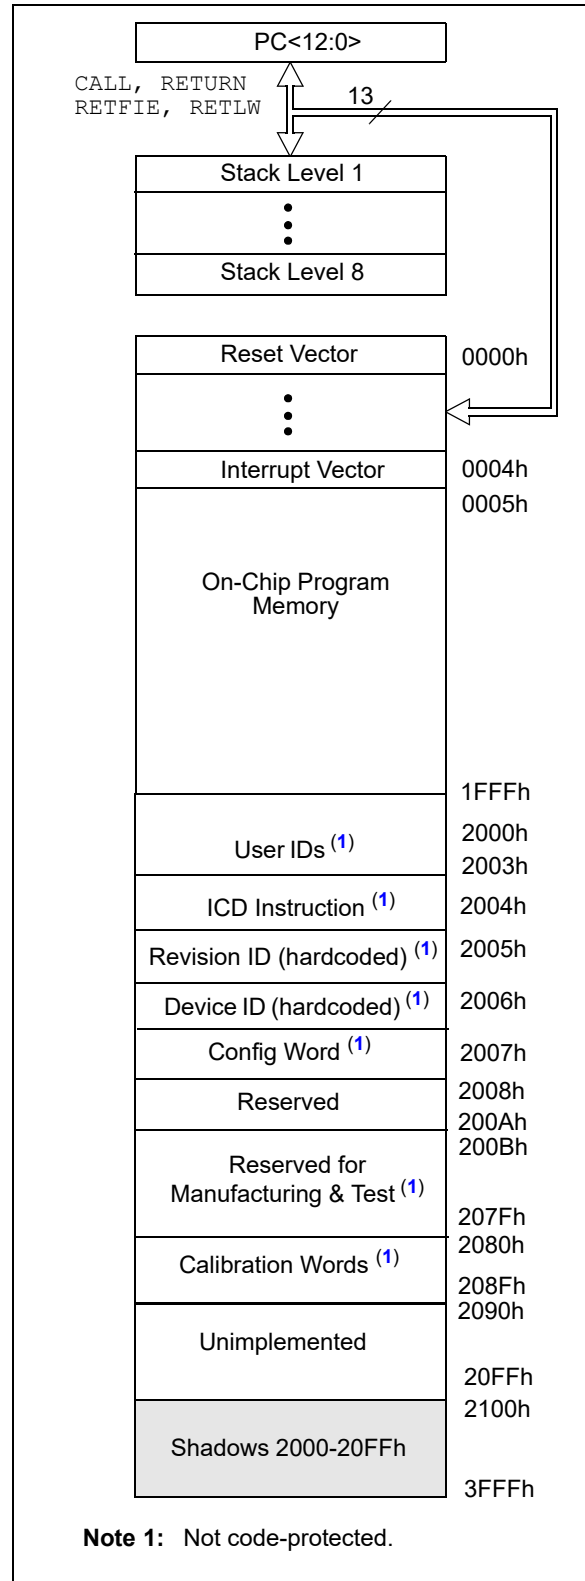 PC<12:0>
CALL, RETURN
RETFIE, RETLW
13
Stack Level 1
Stack Level 8
Reset Vector
0000h
Interrupt Vector
0004h
0005h
On-Chip Program
Memory
1FFFh
2000h
User IDs (1)
2003h
ICD Instruction (1)
2004h
Revision ID (hardcoded) (1)
2005h
Device ID (hardcoded) (1)
2006h
Config Word (1)
2007h
2008h
Reserved
200Ah
200Bh
Reserved for
Manufacturing & Test (1)
207Fh
2080h
Calibration Words (1)
208Fh
2090h
Unimplemented
20FFh
2100h
Shadows 2000-20FFh
3FFFh
Note 1: Not code-protected.